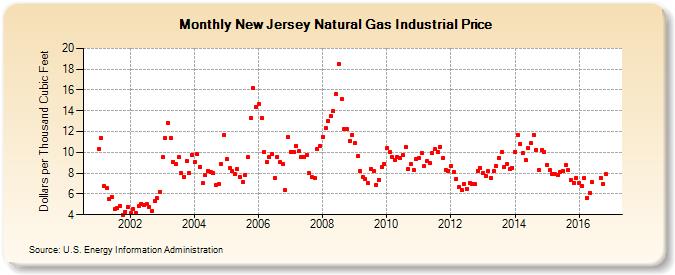 Monthly New Jersey Natural Gas Industrial Price
Dollars per Thousand Cubic Feet
20
18
16
14
12
10
8
6
4
2002 2004 2006 2008 2010 2012 2014 2016
Source: U.S. Energy Information Administration